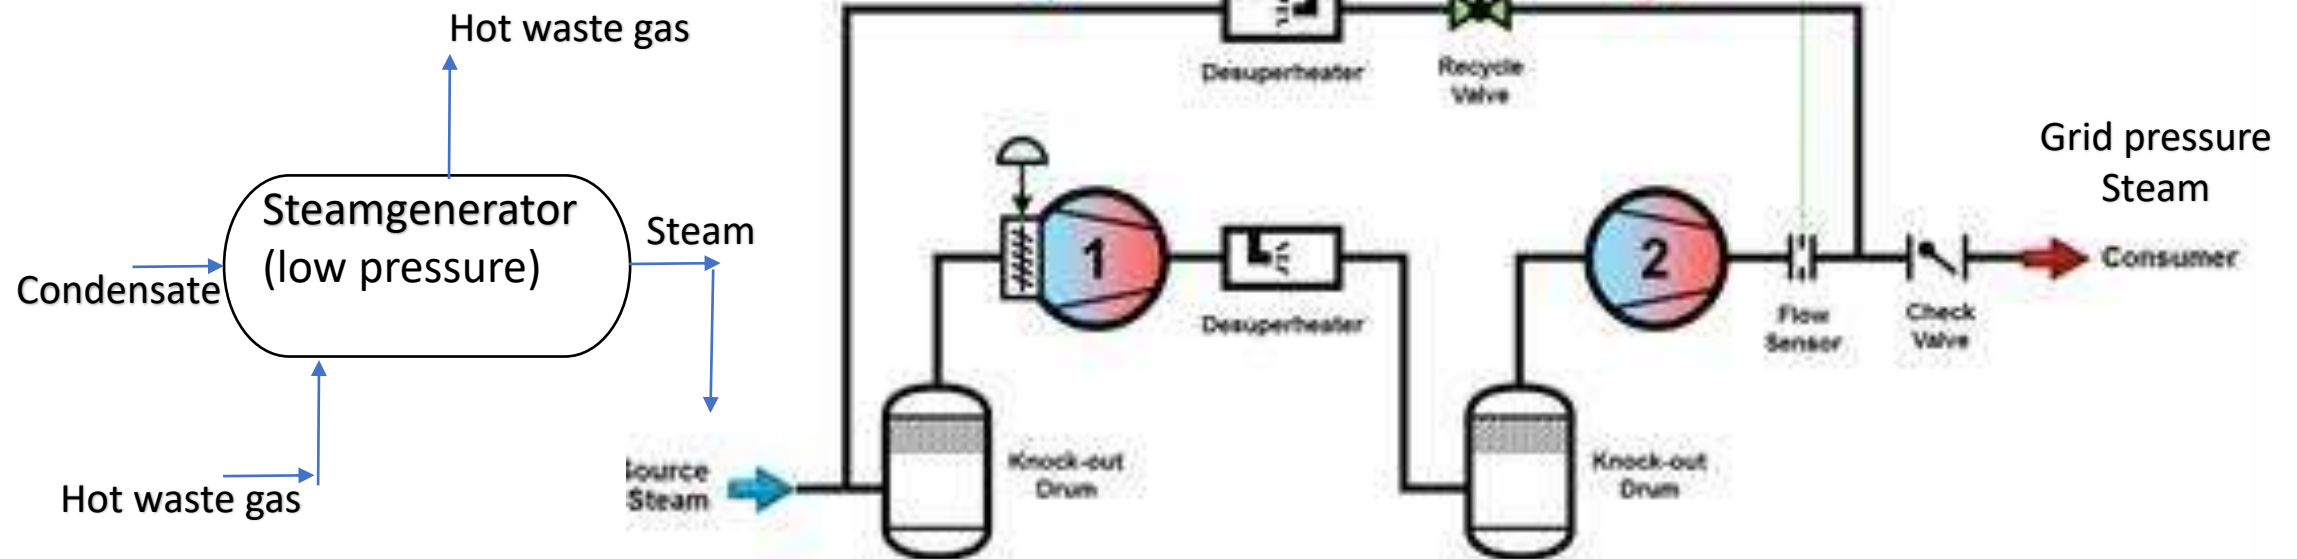 Hot waste gas
Steamgenerator
(low pressure)
Steam
Condensate
Hot waste gas
Desuperheater
Recycle
Valve
1
Desuperheater
2
Flow
Sensor
Check
Valve
Grid pressure
Steam
Consumer
Source
Steam
Knock-out
Drum
Knock-out
Drum